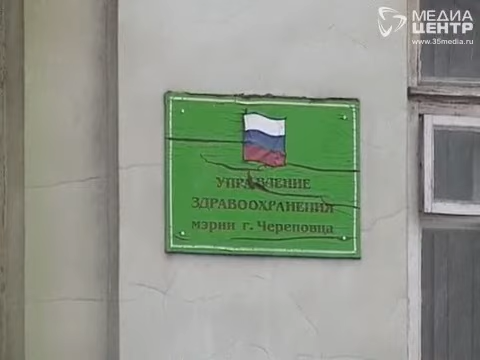 МЕДИА
ЦЕНТР
www.35media.ru
УПРАВЛЕНИЕ
ЗДРАВООХРАНЕНИЯ
мэрии г. Череповца